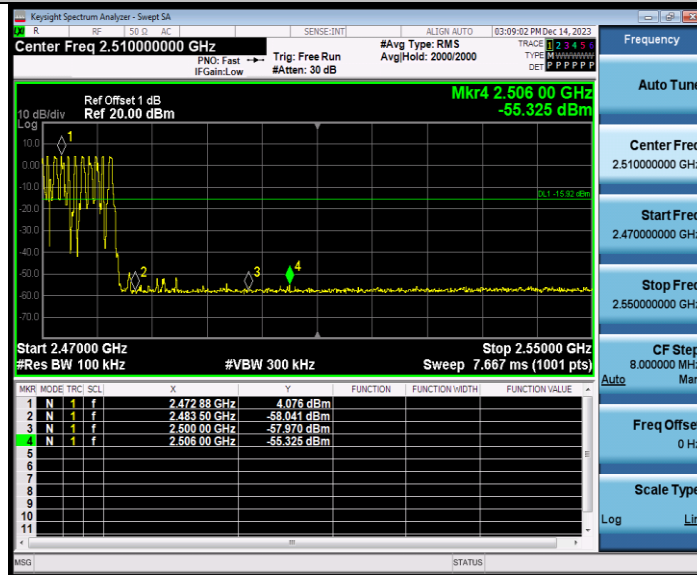 Keysight Spectrum Analyzer - Swept SA
R RF 50 Ω AC SENSE:INT ALIGN AUTO 03:09:02 PM Dec 14, 2023
Center Freq 2.510000000 GHz
PNO: Fast
IFGain:Low
Trig: Free Run
#Atten: 30 dB
#Avg Type: RMS
Avg|Hold: 2000/2000
TRACE 1 2 3 4 5 6
TYPE M
DET P P P P P P
Ref Offset 1 dB
10 dB/div Ref 20.00 dBm
Log
Mkr4 2.506 00 GHz
-55.325 dBm
10.0
0.00
-10.0
-20.0
-30.0
-40.0
-50.0
-60.0
-70.0
1
2
3
4
DL1 -15.92 dBm
Start 2.47000 GHz Stop 2.55000 GHz
#Res BW 100 kHz #VBW 300 kHz Sweep 7.667 ms (1001 pts)
MKR MODE TRC SCL X Y FUNCTION FUNCTION WIDTH FUNCTION VALUE
1 N 1 f 2.472 88 GHz 4.076 dBm
2 N 1 f 2.483 50 GHz -58.041 dBm
3 N 1 f 2.500 00 GHz -57.970 dBm
4 N 1 f 2.506 00 GHz -55.325 dBm
5
6
7
8
9
10
11
MSG STATUS
Frequency
Auto Tune
Center Freq
2.510000000 GHz
Start Freq
2.470000000 GHz
Stop Freq
2.550000000 GHz
CF Step
8.000000 MHz
Auto Man
Freq Offset
0 Hz
Scale Type
Log Lin